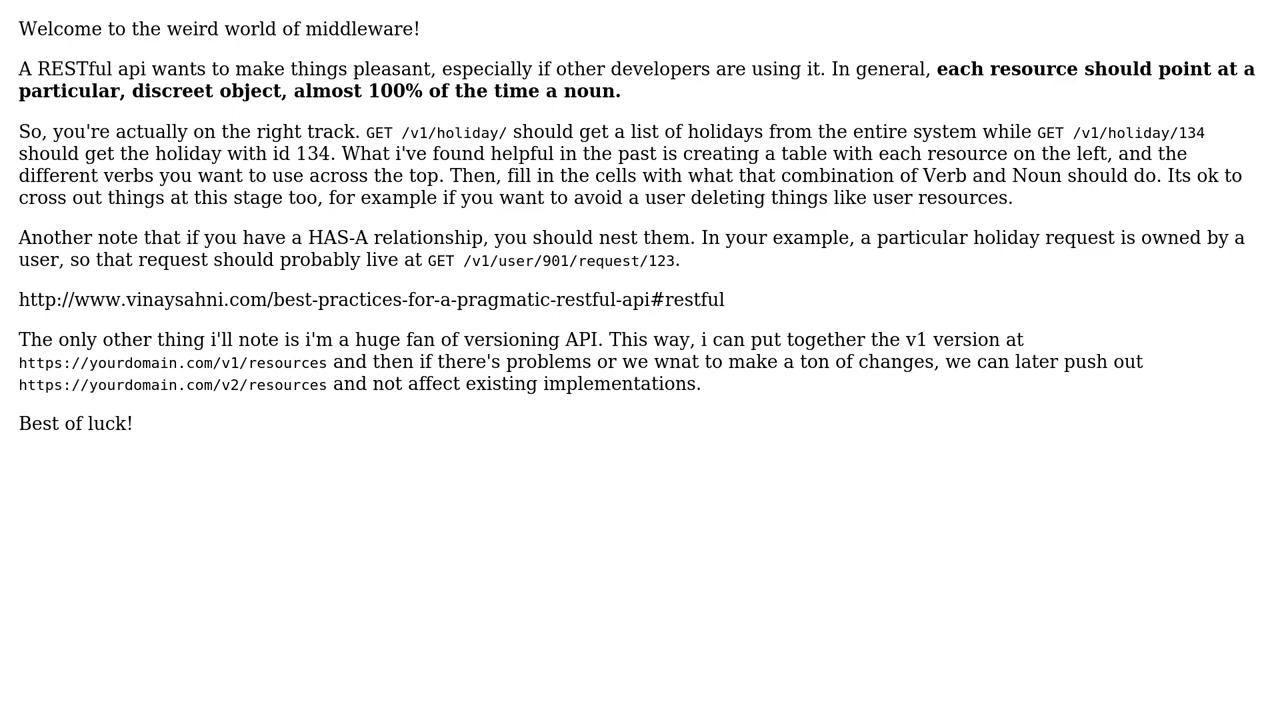 Welcome to the weird world of middleware!
A RESTful api wants to make things pleasant, especially if other developers are using it. In general, each resource should point at a
particular, discreet object, almost 100% of the time a noun.
So, you're actually on the right track. GET /v1/holiday/ should get a list of holidays from the entire system while GET /v1/holiday/134
should get the holiday with id 134. What i've found helpful in the past is creating a table with each resource on the left, and the
different verbs you want to use across the top. Then, fill in the cells with what that combination of Verb and Noun should do. Its ok to
cross out things at this stage too, for example if you want to avoid a user deleting things like user resources.
Another note that if you have a HAS-A relationship, you should nest them. In your example, a particular holiday request is owned by a
user, so that request should probably live at GET /v1/user/901/request/123.
http://www.vinaysahni.com/best-practices-for-a-pragmatic-restful-api#restful
The only other thing i'll note is i'm a huge fan of versioning API. This way, i can put together the v1 version at
https://yourdomain.com/v1/resources and then if there's problems or we wnat to make a ton of changes, we can later push out
https://yourdomain.com/v2/resources and not affect existing implementations.
Best of luck!